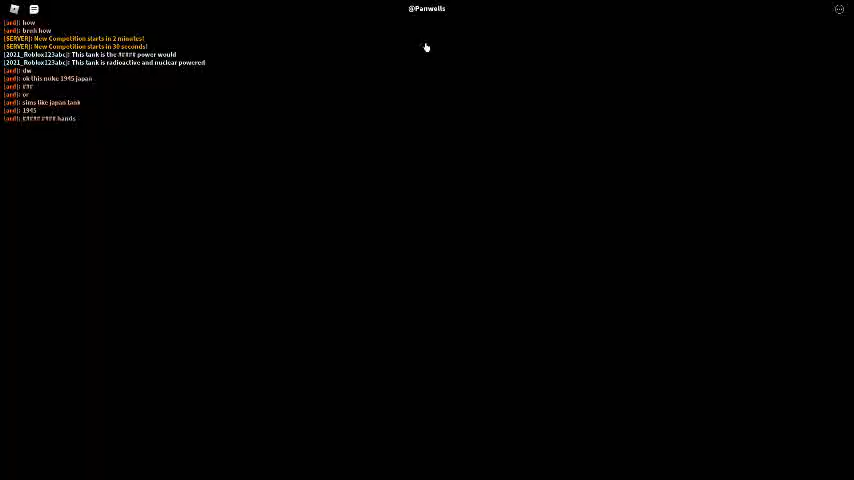 @Panwells
[ard]: how
[ard]: bruh how
[SERVER]: New Competition starts in 2 minutes!
[SERVER]: New Competition starts in 30 seconds!
[2021_Roblox123abc]: This tank is the ##### power would
[2021_Roblox123abc]: This tank is radioactive and nuclear powered
[ard]: dw
[ard]: ok this nuke 1945 japan
[ard]: ###
[ard]: or
[ard]: sims like japan tank
[ard]: 1945
[ard]: ##### #### hands